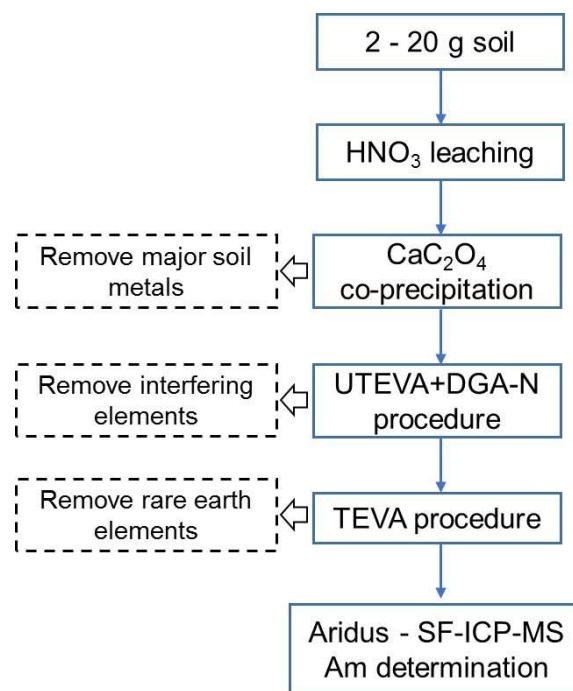 2 - 20 g soil
HNO₃ leaching
Remove major soil
metals
CaC₂O₄
co-precipitation
Remove interfering
elements
UTEVA+DGA-N
procedure
Remove rare earth
elements
TEVA procedure
Aridus - SF-ICP-MS
Am determination